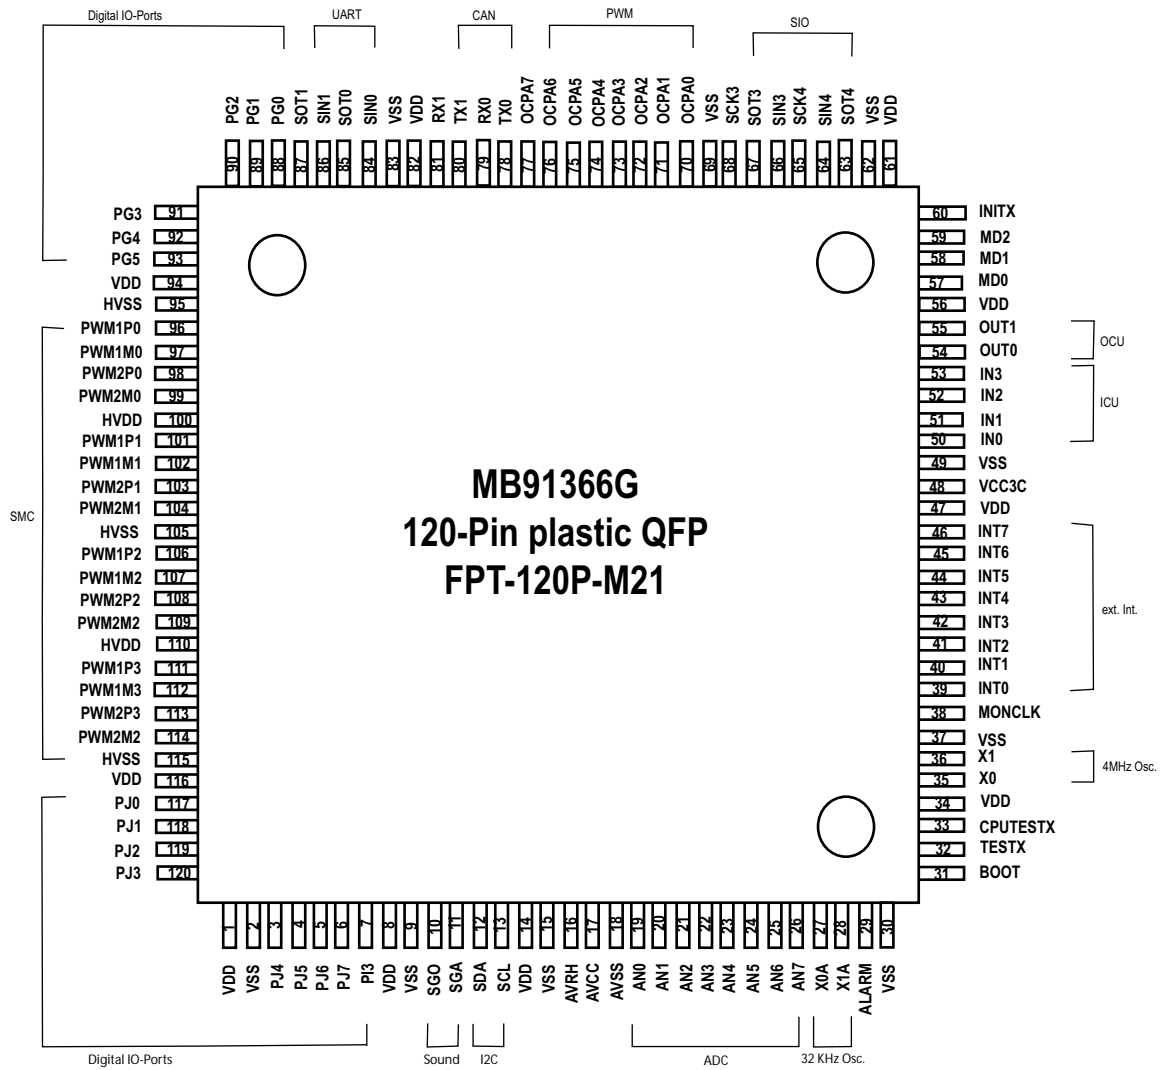 Digital IO-Ports
UART
CAN
PWM
SIO
PG2
PG1
PG0
SOT1
SIN1
SOT0
SIN0
VSS
VDD
RX1
TX1
RX0
TX0
OCPA7
OCPA6
OCPA5
OCPA4
OCPA3
OCPA2
OCPA1
OCPA0
VSS
SCK3
SOT3
SIN3
SCK4
SIN4
SOT4
VSS
VDD
90
89
88
87
86
85
84
83
82
81
80
79
78
77
76
75
74
73
72
71
70
69
68
67
66
65
64
63
62
61
PG3 91
PG4 92
PG5 93
VDD 94
HVSS 95
PWM1P0 96
PWM1M0 97
PWM2P0 98
PWM2M0 99
HVDD 100
PWM1P1 101
PWM1M1 102
PWM2P1 103
PWM2M1 104
HVSS 105
PWM1P2 106
PWM1M2 107
PWM2P2 108
PWM2M2 109
HVDD 110
PWM1P3 111
PWM1M3 112
PWM2P3 113
PWM2M2 114
HVSS 115
VDD 116
PJ0 117
PJ1 118
PJ2 119
PJ3 120
SMC
MB91366G
120-Pin plastic QFP
FPT-120P-M21
60 INITX
59 MD2
58 MD1
57 MD0
56 VDD
55 OUT1
54 OUT0
53 IN3
52 IN2
51 IN1
50 IN0
49 VSS
48 VCC3C
47 VDD
46 INT7
45 INT6
44 INT5
43 INT4
42 INT3
41 INT2
40 INT1
39 INT0
38 MONCLK
37 VSS
36 X1
35 X0
34 VDD
33 CPUTESTX
32 TESTX
31 BOOT
OCU
ICU
ext. Int.
4MHz Osc.
1
2
3
4
5
6
7
8
9
10
11
12
13
14
15
16
17
18
19
20
21
22
23
24
25
26
27
28
29
30
VDD
VSS
PJ4
PJ5
PJ6
PJ7
PI3
VDD
VSS
SGO
SGA
SDA
SCL
VDD
VSS
AVRH
AVCC
AVSS
AN0
AN1
AN2
AN3
AN4
AN5
AN6
AN7
X0A
X1A
ALARM
VSS
Digital IO-Ports
Sound
I2C
ADC
32 KHz Osc.